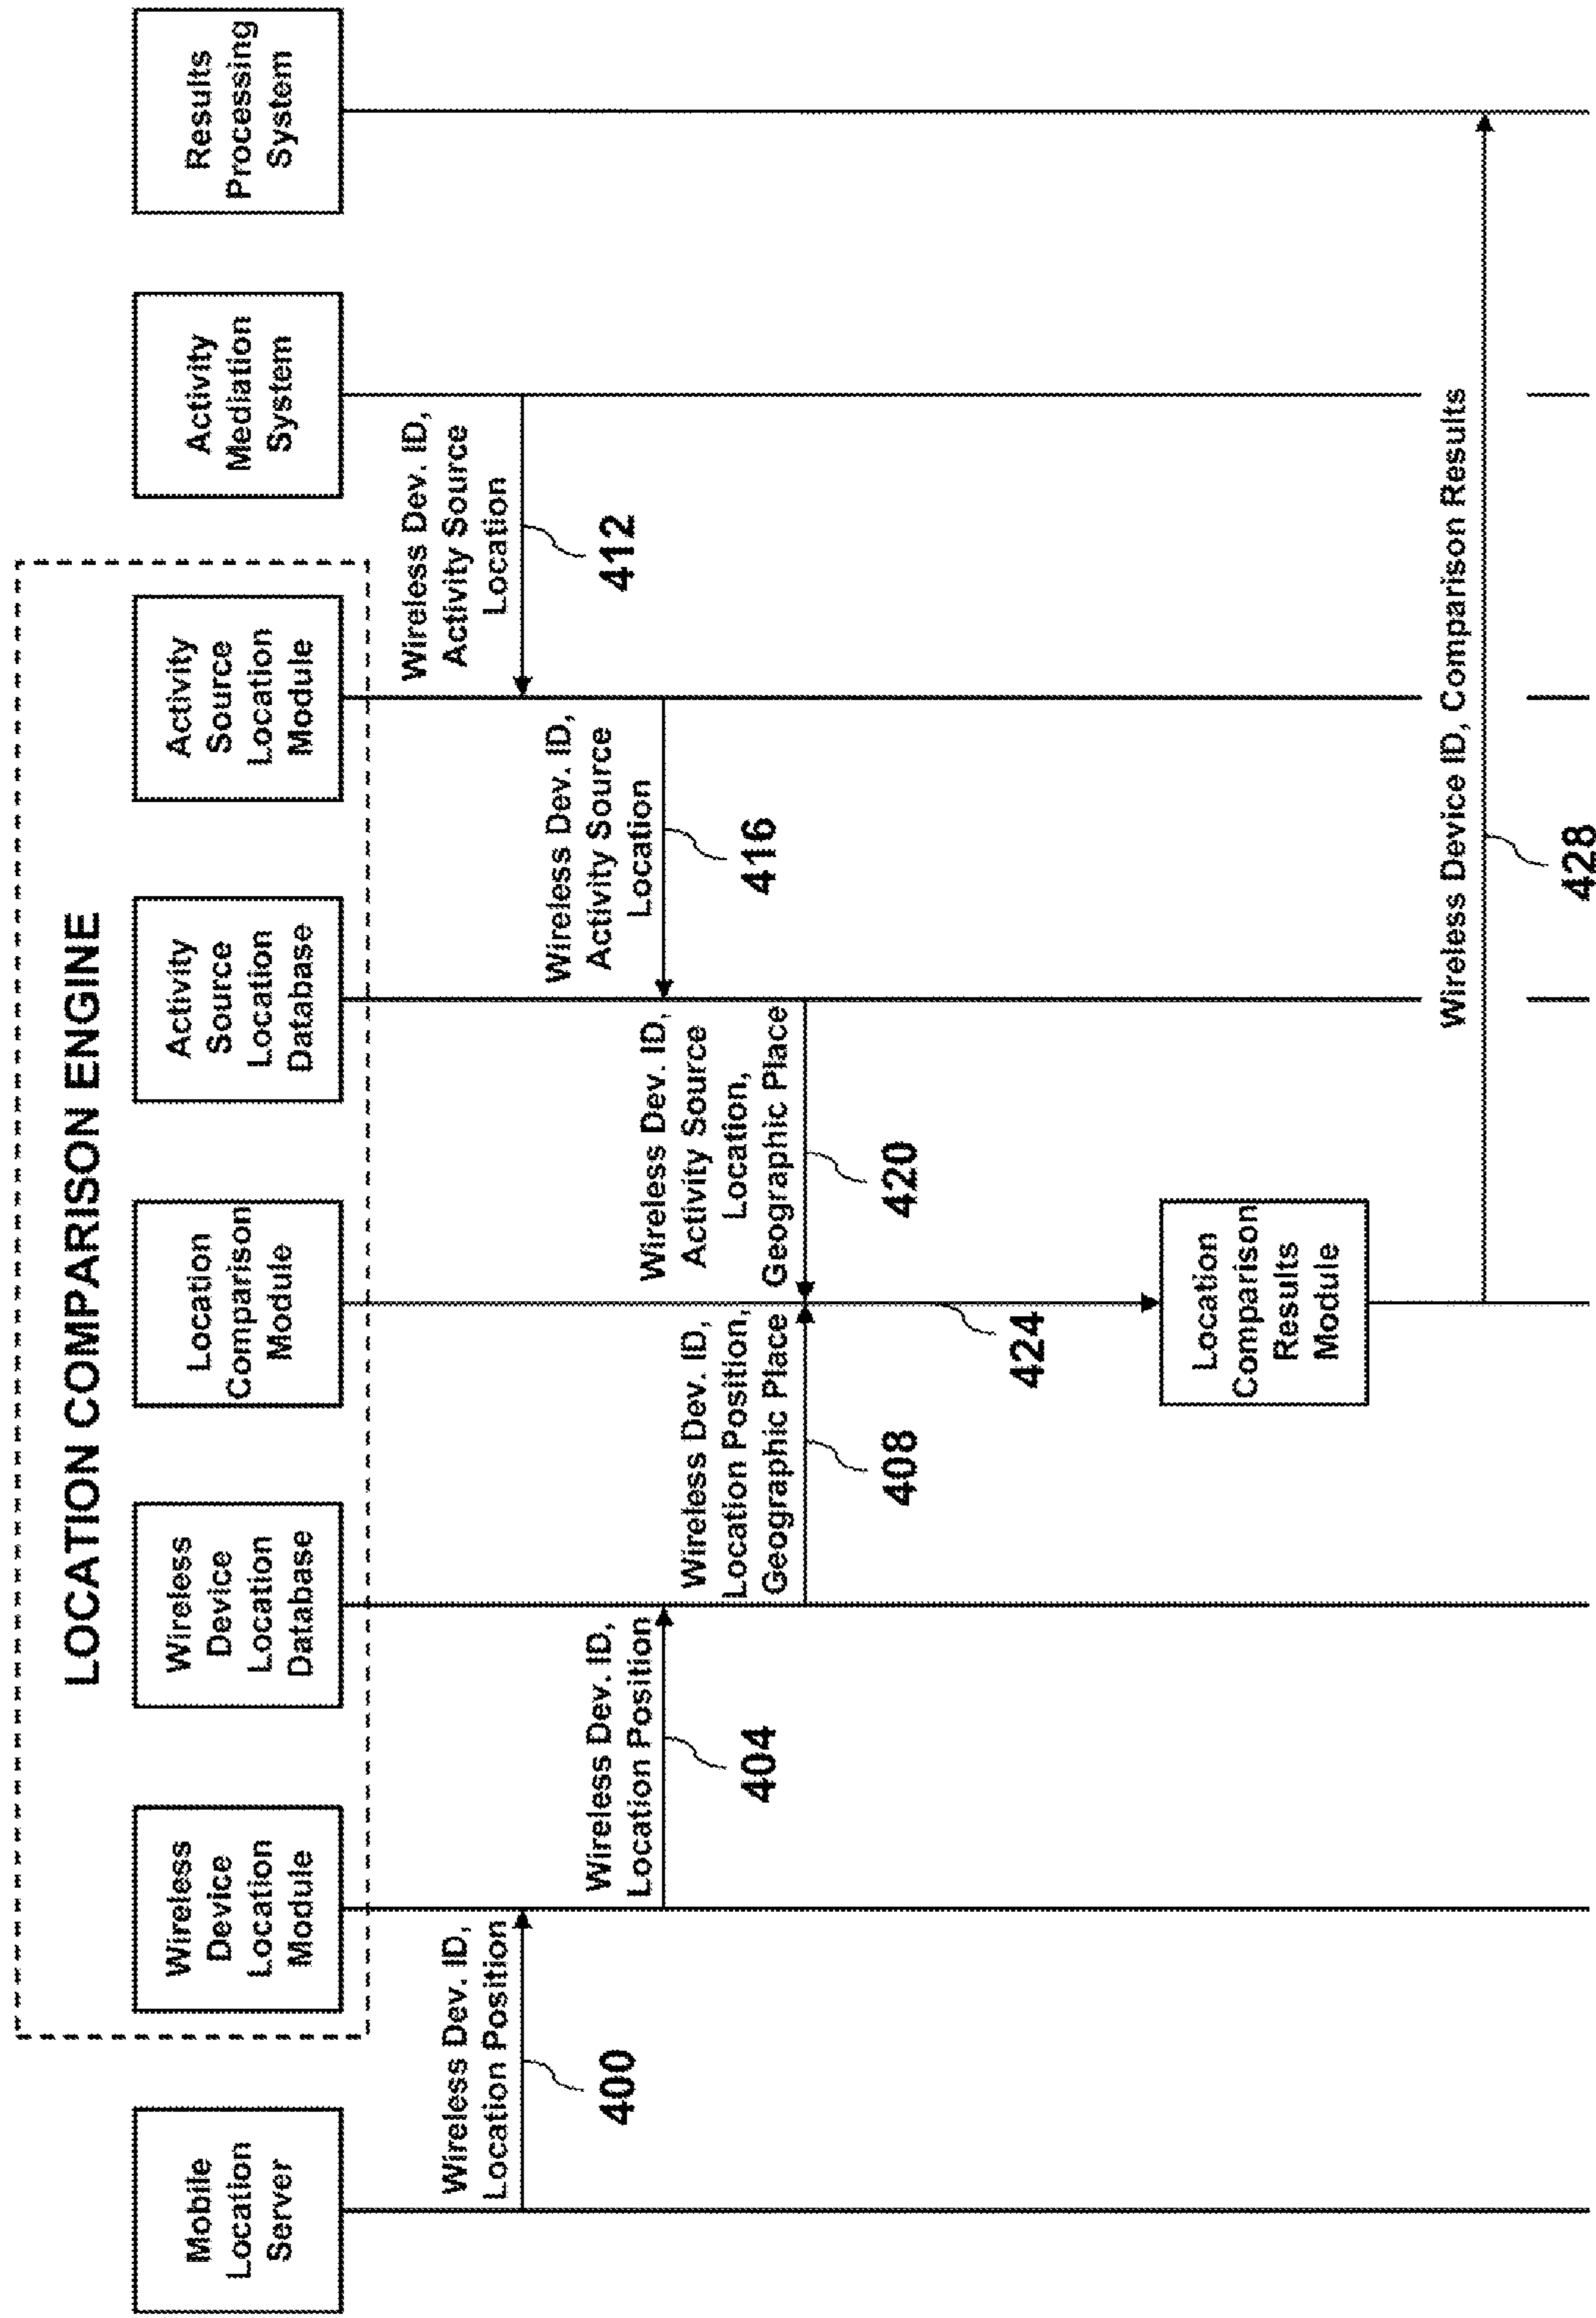 LOCATION COMPARISON ENGINE
Mobile
Location
Server
Wireless
Device
Location
Module
Wireless
Device
Location
Database
Location
Comparison
Module
Activity
Source
Location
Database
Activity
Source
Location
Module
Activity
Mediation
System
Results
Processing
System
Wireless Dev. ID,
Location Position
400
Wireless Dev. ID,
Activity Source
Location
412
Wireless Dev. ID,
Location Position
404
Wireless Dev. ID,
Activity Source
Location
416
Wireless Dev. ID,
Location Position,
Geographic Place
408
Wireless Dev. ID,
Activity Source
Location,
Geographic Place
420
424
Location
Comparison
Results
Module
Wireless Device ID, Comparison Results
428